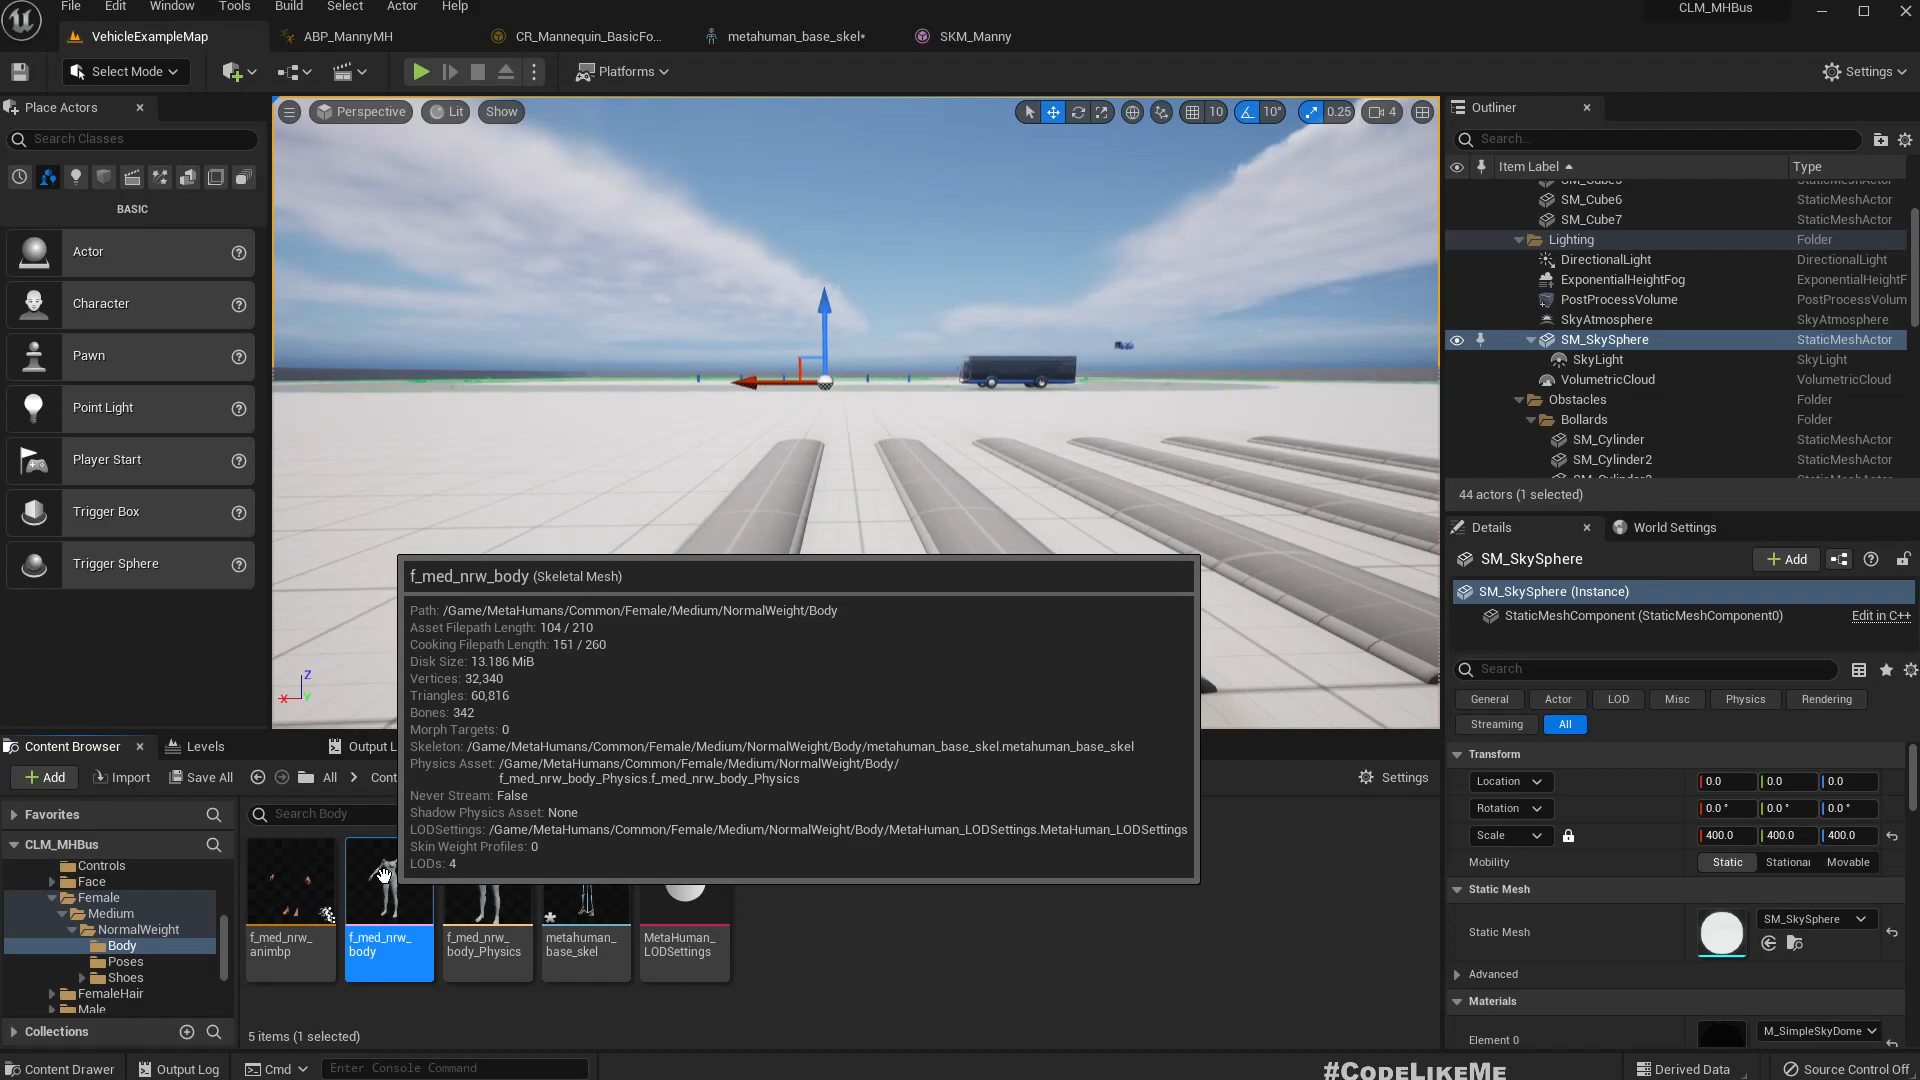 File Edit Window Tools Build Select Actor Help
CLM_MHBus
VehicleExampleMap
ABP_MannyMH
CR_Mannequin_BasicFo...
metahuman_base_skel*
SKM_Manny
Select Mode
Platforms
Settings
Place Actors
Search Classes
BASIC
Actor
Character
Pawn
Point Light
Player Start
Trigger Box
Trigger Sphere
Perspective
Lit
Show
10
10°
0.25
4
Z
X
Y
Outliner
Search...
Item Label
Type
SM_Cube6 StaticMeshActor
SM_Cube7 StaticMeshActor
Lighting Folder
DirectionalLight DirectionalLight
ExponentialHeightFog ExponentialHeightF
PostProcessVolume PostProcessVolum
SkyAtmosphere SkyAtmosphere
SM_SkySphere StaticMeshActor
SkyLight SkyLight
VolumetricCloud VolumetricCloud
Obstacles Folder
Bollards Folder
SM_Cylinder StaticMeshActor
SM_Cylinder2 StaticMeshActor
44 actors (1 selected)
Details
World Settings
SM_SkySphere
Add
SM_SkySphere (Instance)
StaticMeshComponent (StaticMeshComponent0)
Edit in C++
Search
General Actor LOD Misc Physics Rendering
Streaming All
Transform
Location 0.0 0.0 0.0
Rotation 0.0 ° 0.0 ° 0.0 °
Scale 400.0 400.0 400.0
Mobility Static Stationar Movable
Static Mesh
Static Mesh
SM_SkySphere
Advanced
Materials
Element 0
M_SimpleSkyDome
f_med_nrw_body (Skeletal Mesh)
Path: /Game/MetaHumans/Common/Female/Medium/NormalWeight/Body
Asset Filepath Length: 104 / 210
Cooking Filepath Length: 151 / 260
Disk Size: 13.186 MiB
Vertices: 32,340
Triangles: 60,816
Bones: 342
Morph Targets: 0
Skeleton: /Game/MetaHumans/Common/Female/Medium/NormalWeight/Body/metahuman_base_skel.metahuman_base_skel
Physics Asset: /Game/MetaHumans/Common/Female/Medium/NormalWeight/Body/
f_med_nrw_body_Physics.f_med_nrw_body_Physics
Never Stream: False
Shadow Physics Asset: None
LODSettings: /Game/MetaHumans/Common/Female/Medium/NormalWeight/Body/MetaHuman_LODSettings.MetaHuman_LODSettings
Skin Weight Profiles: 0
LODs: 4
Content Browser
Levels
Output L
Add
Import
Save All
All
Cont
Settings
Favorites
CLM_MHBus
Controls
Face
Female
Medium
NormalWeight
Body
Poses
Shoes
FemaleHair
Male
Collections
Search Body
f_med_nrw_
animbp
f_med_nrw_
body
f_med_nrw_
body_Physics
metahuman_
base_skel
MetaHuman_
LODSettings
5 items (1 selected)
Content Drawer
Output Log
Cmd
Enter Console Command
#CODELIKEME
Derived Data
Source Control Off